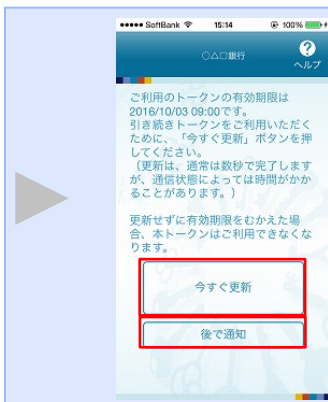 ●●●●● SoftBank 15:14 100%
○△□銀行
?
ヘルプ
ご利用のトークンの有効期限は
2016/10/03 09:00です。
引き続きトークンをご利用いただく
ために、「今すぐ更新」ボタンを押
してください。
（更新は、通常は数秒で完了します
が、通信状態によっては時間がかか
ることがあります。）
更新せずに有効期限をむかえた場
合、本トークンはご利用できなくな
ります。
今すぐ更新
後で通知